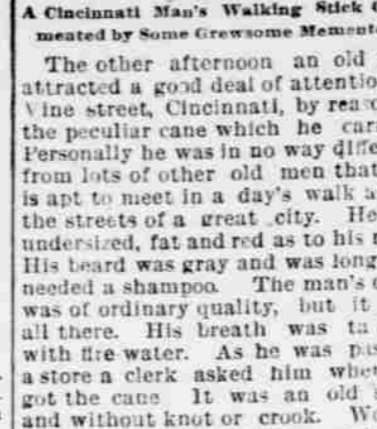 A Cincinnati Man's Walking Stick
mented by Some Grewsome Memento
The other afternoon an old
attracted a good deal of attentio
Vine street, Cincinnati, by reaso
the peculiar cane which he car
Personally he was in no way diffe
from lots of other old men that
is apt to meet in a day's walk a
the streets of a great city. He
undersized, fat and red as to his
His beard was gray and was long
needed a shampoo. The man's
was of ordinary quality, but it
all there. His breath was ta
with fire water. As he was pas
a store a clerk asked him whe
got the cane It was an old
and without knot or crook. Wo